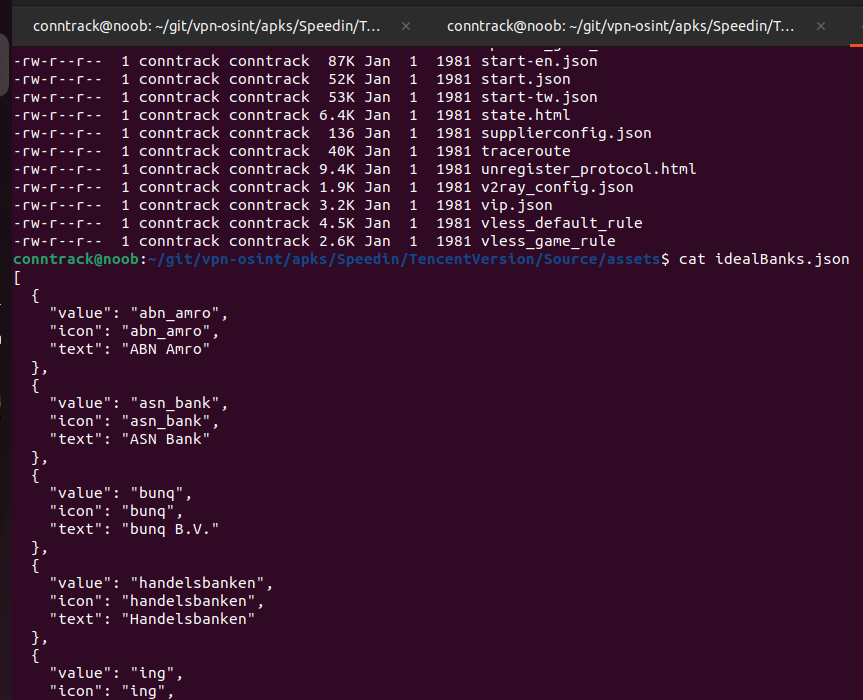 conntrack@noob: ~/git/vpn-osint/apks/Speedin/T... × conntrack@noob: ~/git/vpn-osint/apks/Speedin/T... ×
-rw-r--r-- 1 conntrack conntrack 87K Jan 1 1981 start-en.json
-rw-r--r-- 1 conntrack conntrack 52K Jan 1 1981 start.json
-rw-r--r-- 1 conntrack conntrack 53K Jan 1 1981 start-tw.json
-rw-r--r-- 1 conntrack conntrack 6.4K Jan 1 1981 state.html
-rw-r--r-- 1 conntrack conntrack 136 Jan 1 1981 supplierconfig.json
-rw-r--r-- 1 conntrack conntrack 40K Jan 1 1981 traceroute
-rw-r--r-- 1 conntrack conntrack 9.4K Jan 1 1981 unregister_protocol.html
-rw-r--r-- 1 conntrack conntrack 1.9K Jan 1 1981 v2ray_config.json
-rw-r--r-- 1 conntrack conntrack 3.2K Jan 1 1981 vip.json
-rw-r--r-- 1 conntrack conntrack 4.5K Jan 1 1981 vless_default_rule
-rw-r--r-- 1 conntrack conntrack 2.6K Jan 1 1981 vless_game_rule
conntrack@noob:~/git/vpn-osint/apks/Speedin/TencentVersion/Source/assets$ cat idealBanks.json
[
  {
    "value": "abn_amro",
    "icon": "abn_amro",
    "text": "ABN Amro"
  },
  {
    "value": "asn_bank",
    "icon": "asn_bank",
    "text": "ASN Bank"
  },
  {
    "value": "bunq",
    "icon": "bunq",
    "text": "bunq B.V."
  },
  {
    "value": "handelsbanken",
    "icon": "handelsbanken",
    "text": "Handelsbanken"
  },
  {
    "value": "ing",
    "icon": "ing",